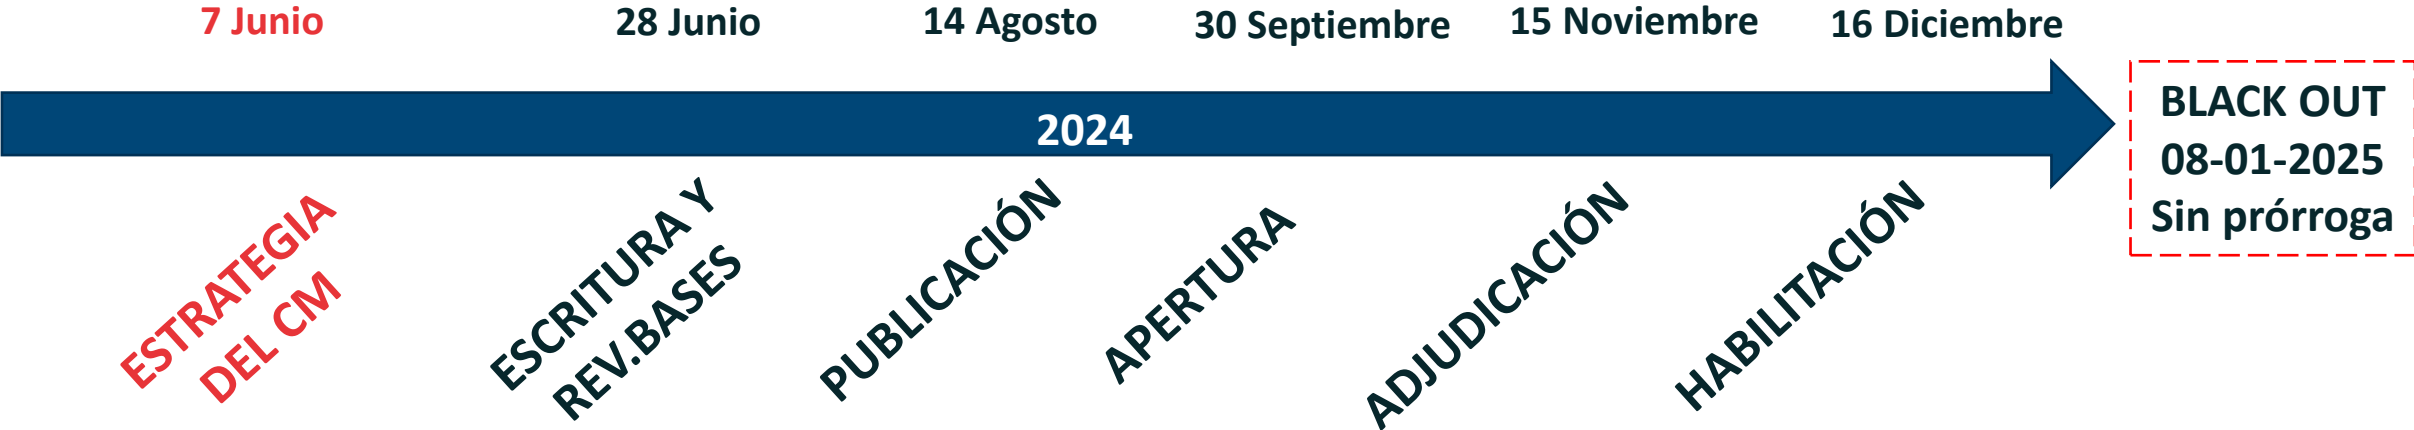 7 Junio
28 Junio
14 Agosto
30 Septiembre
15 Noviembre
16 Diciembre
2024
BLACK OUT
08-01-2025
Sin prórroga
ESTRATEGIA
DEL CM
ESCRITURA Y
REV.BASES
PUBLICACIÓN
APERTURA
ADJUDICACIÓN
HABILITACIÓN